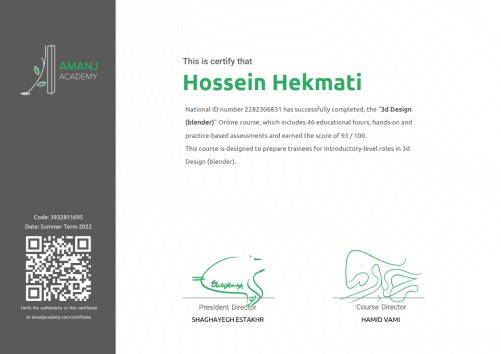 AMANJ
ACADEMY
This is certify that
Hossein Hekmati
National ID number 2282306831 has successfully completed, the "3d Design
(blender)" Online course, which includes 46 educational hours, hands-on and
practice-based assessments and earned the score of 93 / 100.
This course is designed to prepare trainees for Introductory-level roles in 3d
Design (blender).
Code: 3932811695
Date: Summer Term 2022
Verify the authenticity of the certificate
at amanjacademy.com/certificate
President Director
SHAGHAYEGH ESTAKHR
Course Director
HAMID VAMI